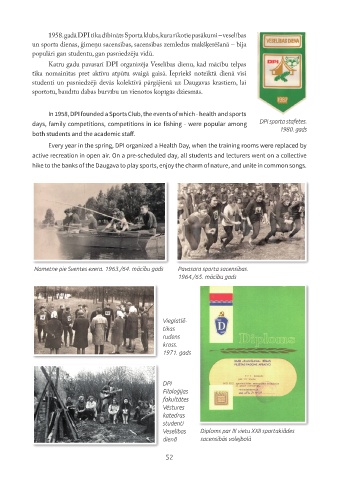 1958. gadā DPI tika dibināts Sporta klubs, kura rīkotie pasākumi – veselības
un sporta dienas, ģimeņu sacensības, sacensības zemledus makšķerēšanā – bija
populāri gan studentu, gan pasniedzēju vidū.
Katru gadu pavasarī DPI organizēja Veselības dienu, kad mācību telpas
tika nomainītas pret aktīvu atpūtu svaigā gaisā. Iepriekš noteiktā dienā visi
studenti un pasniedzēji devās kolektīvā pārgājienā uz Daugavas krastiem, lai
sportotu, baudītu dabas burvību un vienotos kopīgās dziesmās.
VESELĪBAS DIENA
DPI
In 1958, DPI founded a Sports Club, the events of which - health and sports
days, family competitions, competitions in ice fishing - were popular among
both students and the academic staff.
DPI sporta stafetes.
1980. gads
Every year in the spring, DPI organized a Health Day, when the training rooms were replaced by
active recreation in open air. On a pre-scheduled day, all students and lecturers went on a collective
hike to the banks of the Daugava to play sports, enjoy the charm of nature, and unite in common songs.
Nometne pie Sventes ezera. 1963./64. mācību gads
Pavasara sporta sacensības.
1964./65. mācību gads
Vieglatlē-
tikas
rudens
kross.
1971. gads
D
Diploms
DPI
Filoloģijas
fakultātes
Vēstures
katedras
studenti
Veselības
dienā
Diploms par III vietu XXII spartakiādes
sacensībās volejbolā
52